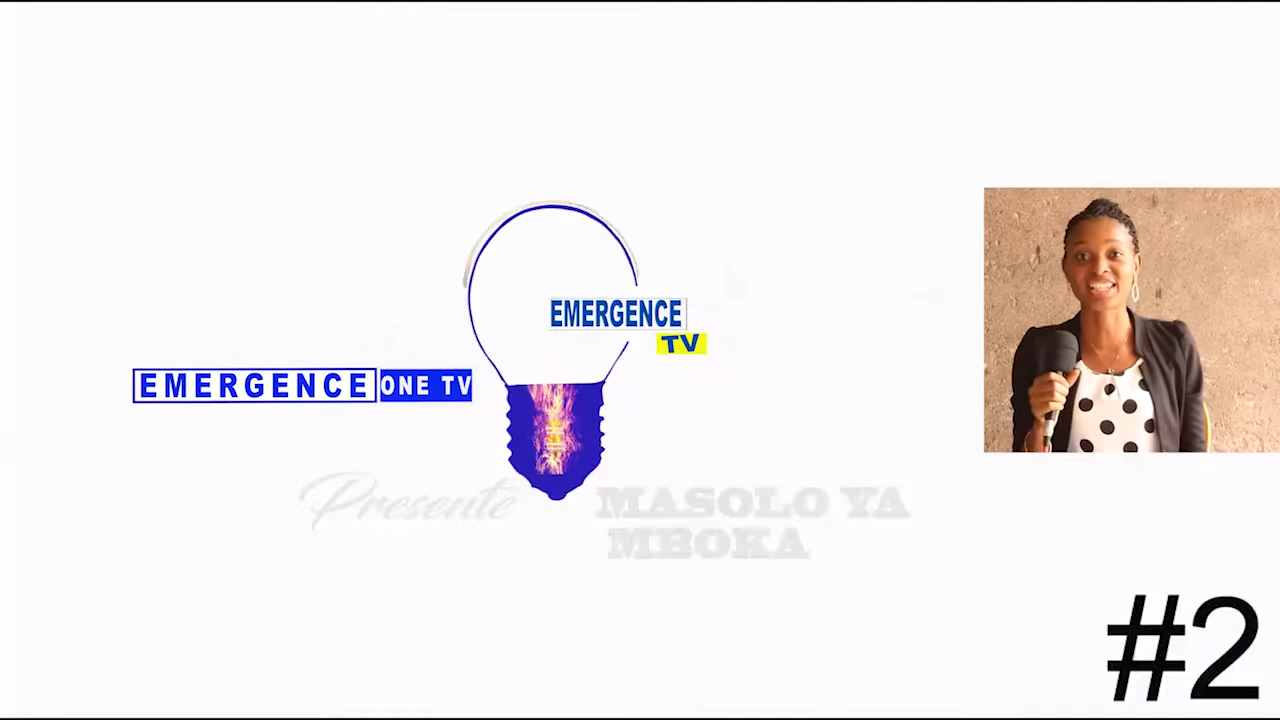 EMERGENCE
TV
EMERGENCE ONE TV
Presente MASOLO YA
MBOKA
#2